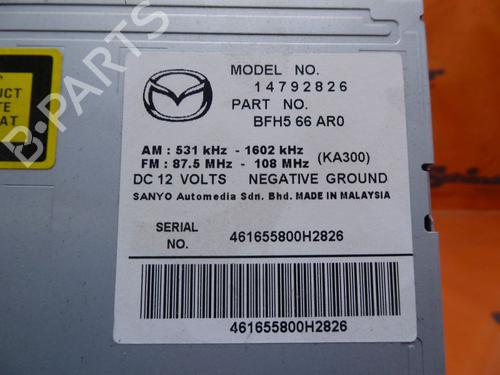 MODEL NO.
14792826
PART NO.
BFH5 66 AR0
AM : 531 kHz - 1602 kHz
FM : 87.5 MHz - 108 MHz (KA300)
DC 12 VOLTS NEGATIVE GROUND
SANYO Automedia Sdn. Bhd. MADE IN MALAYSIA
SERIAL
NO.
461655800H2826
461655800H2826